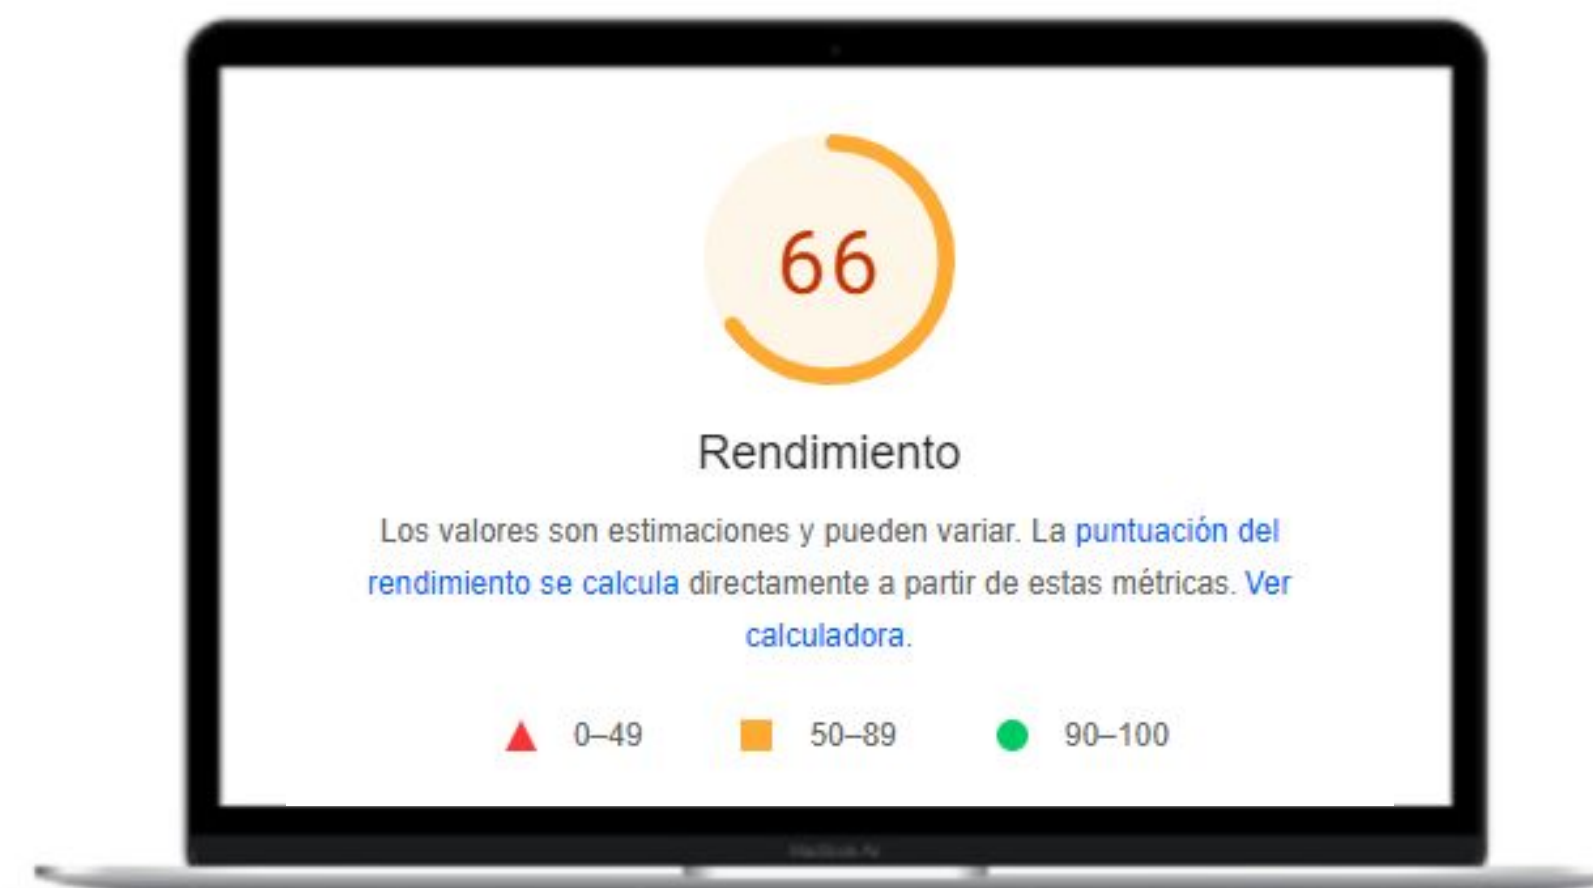 66
Rendimiento
Los valores son estimaciones y pueden variar. La puntuación del
rendimiento se calcula directamente a partir de estas métricas. Ver
calculadora.
0–49 50–89 90–100